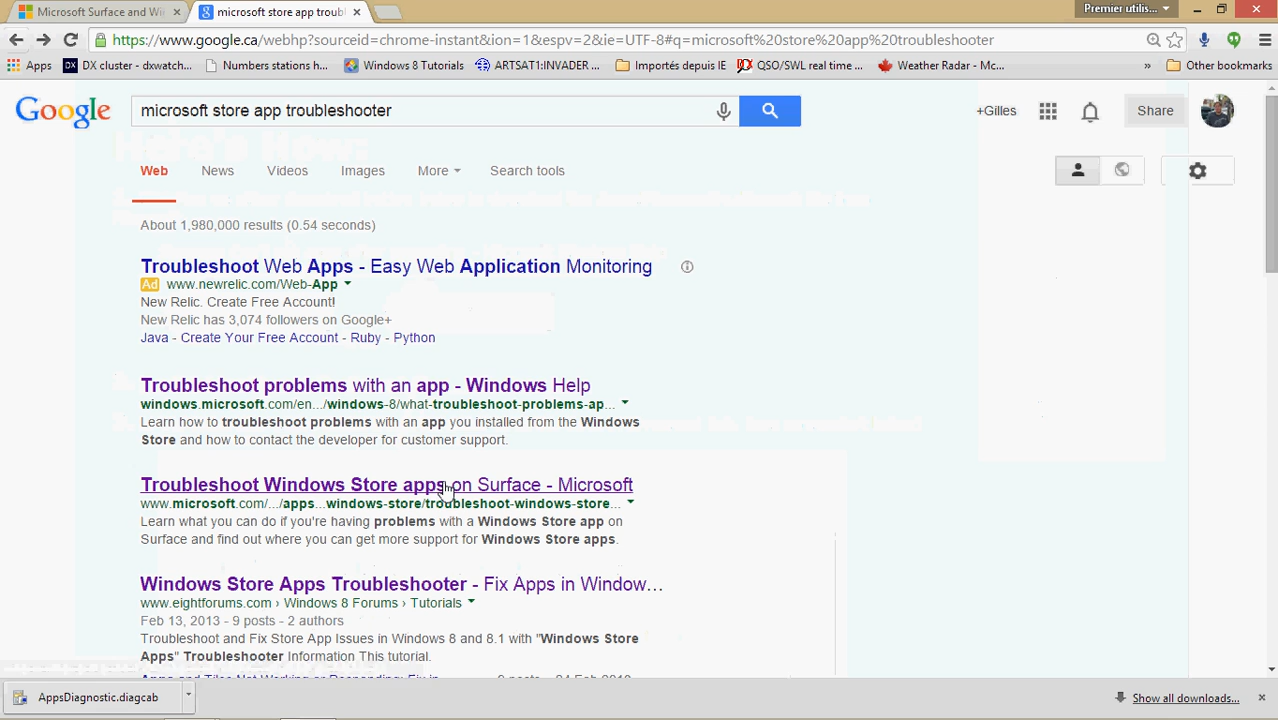 Microsoft Surface and Wi
microsoft store app troubl
Premier utilis...
https://www.google.ca/webhp?sourceid=chrome-instant&ion=1&espv=2&ie=UTF-8#q=microsoft%20store%20app%20troubleshooter
Apps
DX cluster - dxwatch...
Numbers stations h...
Windows 8 Tutorials
ARTSAT1:INVADER ...
Importés depuis IE
QSO/SWL real time ...
Weather Radar - Mc...
»
Other bookmarks
Google
microsoft store app troubleshooter
+Gilles
Share
Web
News
Videos
Images
More
Search tools
About 1,980,000 results (0.54 seconds)
Troubleshoot Web Apps - Easy Web Application Monitoring
Ad www.newrelic.com/Web-App
New Relic. Create Free Account!
New Relic has 3,074 followers on Google+
Java - Create Your Free Account - Ruby - Python
Troubleshoot problems with an app - Windows Help
windows.microsoft.com/en.../windows-8/what-troubleshoot-problems-ap...
Learn how to troubleshoot problems with an app you installed from the Windows
Store and how to contact the developer for customer support.
Troubleshoot Windows Store apps on Surface - Microsoft
www.microsoft.com/.../apps...windows-store/troubleshoot-windows-store...
Learn what you can do if you're having problems with a Windows Store app on
Surface and find out where you can get more support for Windows Store apps.
Windows Store Apps Troubleshooter - Fix Apps in Window...
www.eightforums.com › Windows 8 Forums › Tutorials
Feb 13, 2013 - 9 posts - 2 authors
Troubleshoot and Fix Store App Issues in Windows 8 and 8.1 with "Windows Store
Apps" Troubleshooter Information This tutorial.
AppsDiagnostic.diagcab
Show all downloads...